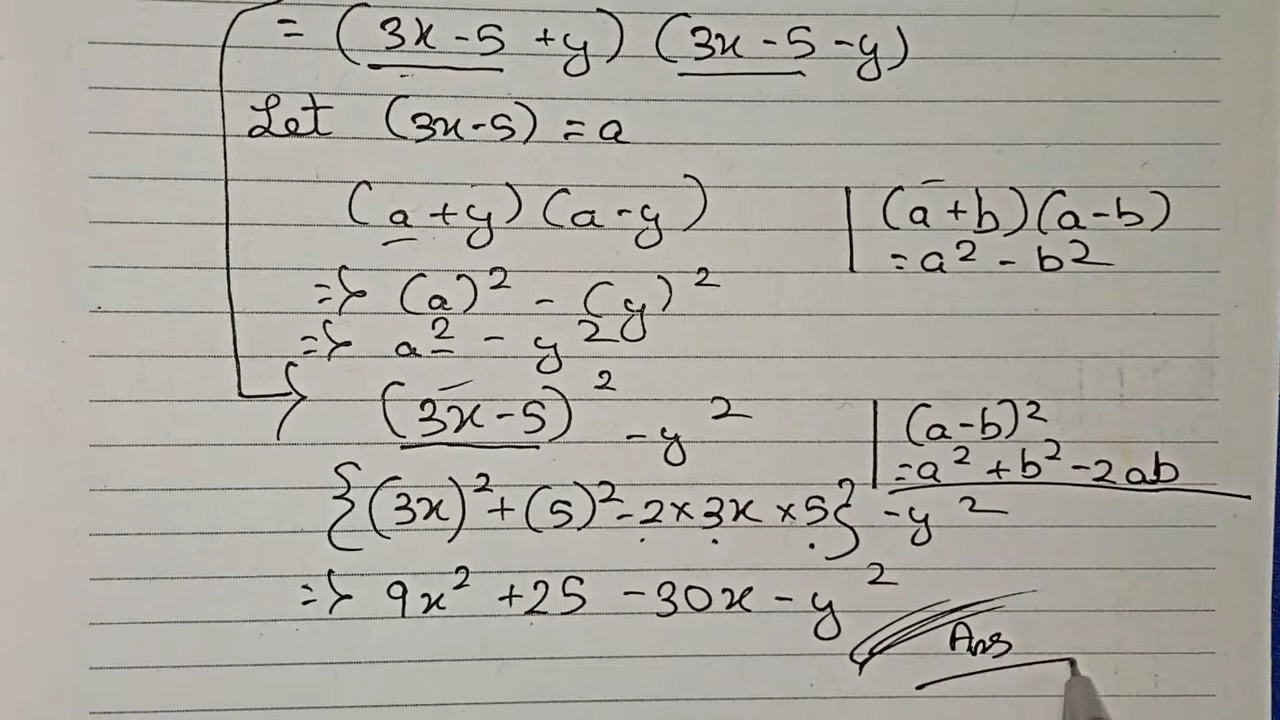 = (3x - 5 + y) (3x - 5 - y)
Let (3x-5) = a
(a + y) (a - y)
(a + b)(a - b)
= a² - b²
=> (a)² - (y)²
=> a² - y²
(3x - 5)² - y²
(a-b)²
= a² + b² - 2ab
{(3x)² + (5)² - 2 × 3x × 5} - y²
=> 9x² + 25 - 30x - y²
Ans